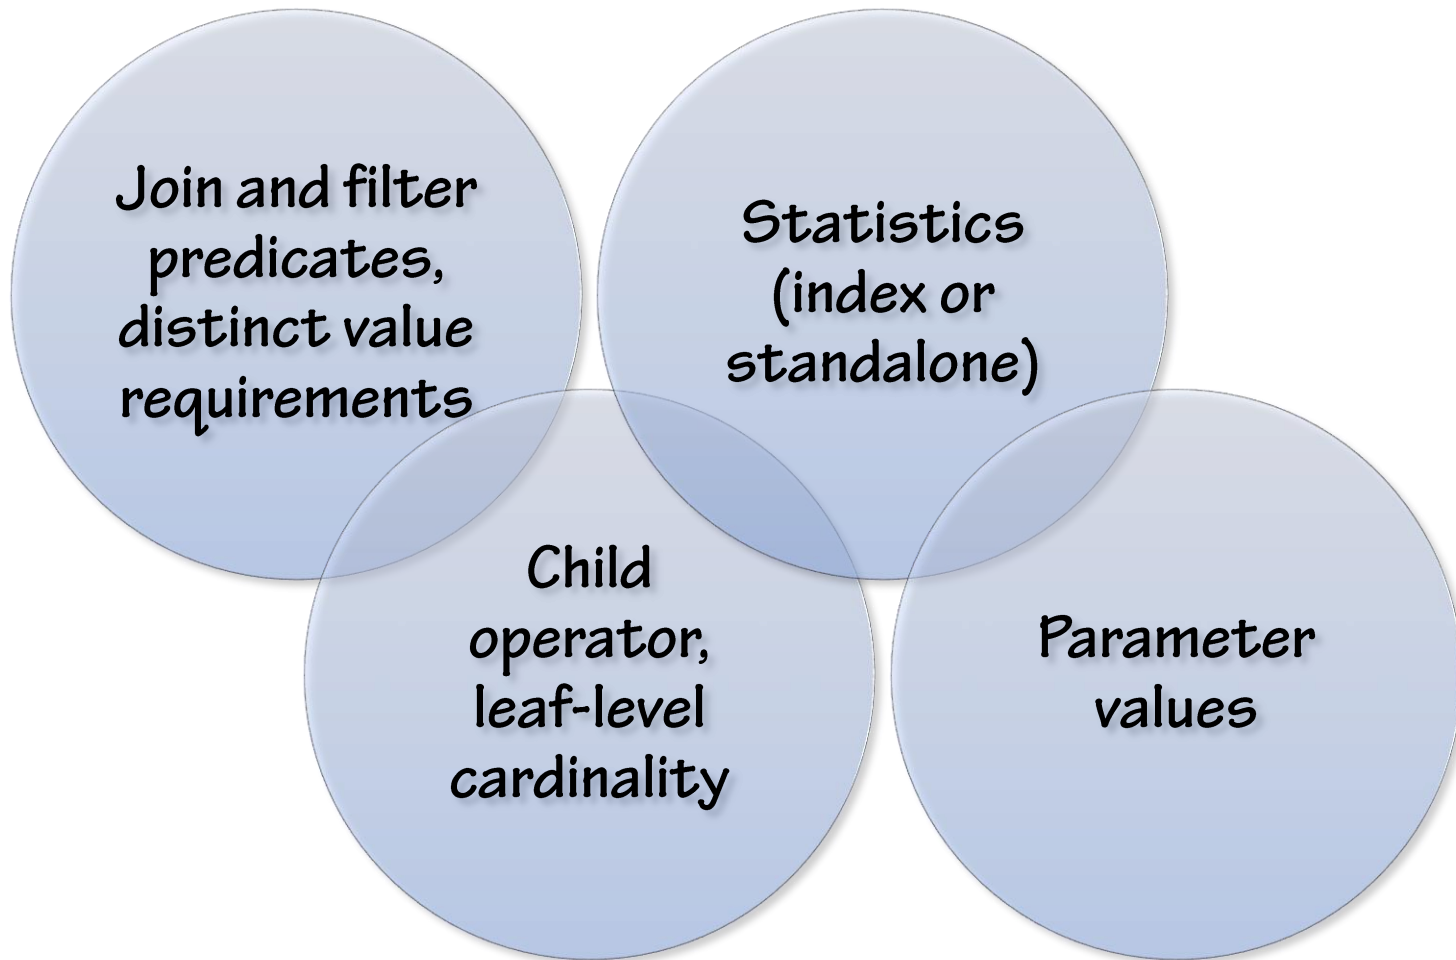 Join and filter
predicates,
distinct value
requirements
Statistics
(index or
standalone)
Child
operator,
leaf-level
cardinality
Parameter
values